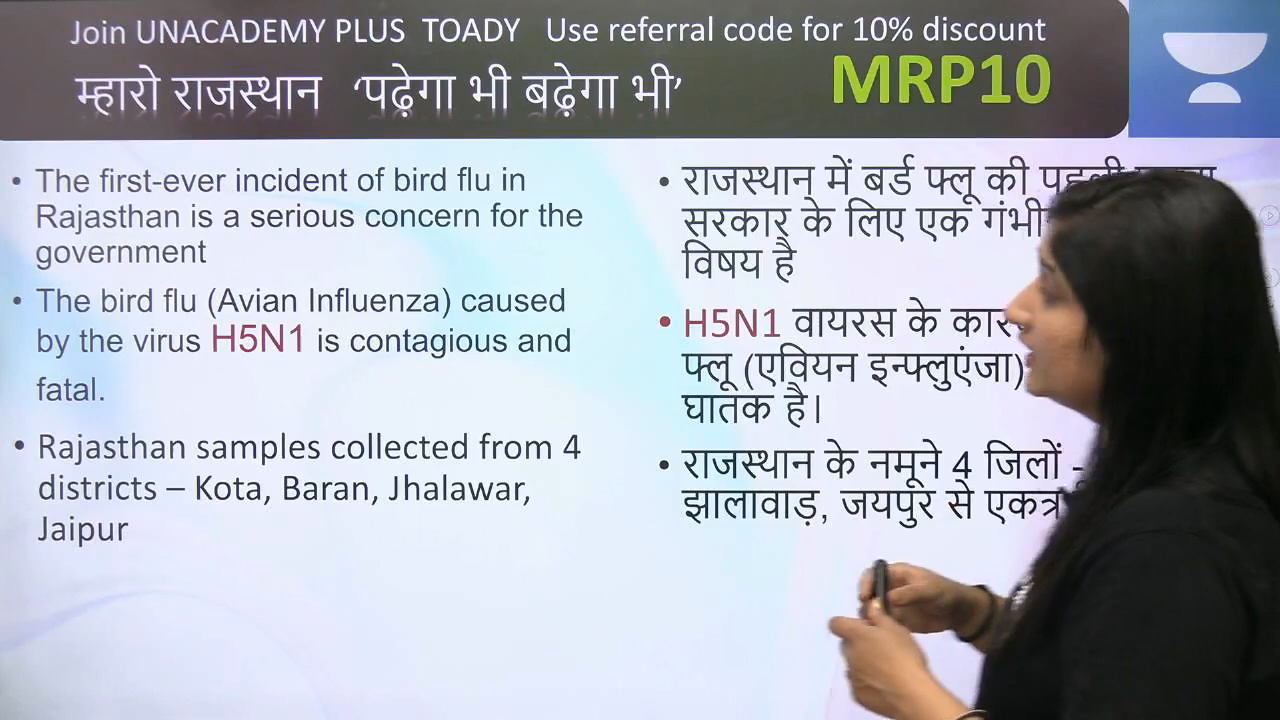 Join UNACADEMY PLUS TOADY Use referral code for 10% discount
म्हारो राजस्थान ‘पढ़ेगा भी बढ़ेगा भी’
MRP10
• The first-ever incident of bird flu in
Rajasthan is a serious concern for the
government
• The bird flu (Avian Influenza) caused
by the virus H5N1 is contagious and
fatal.
• Rajasthan samples collected from 4
districts – Kota, Baran, Jhalawar,
Jaipur
• राजस्थान में बर्ड फ्लू की
सरकार के लिए एक
विषय है
• H5N1 वायरस के
फ्लू (एवियन इन्फ्लुएंजा)
घातक है।
• राजस्थान के नमूने 4 जिलों -
झालावाड़, जयपुर से एकत्र